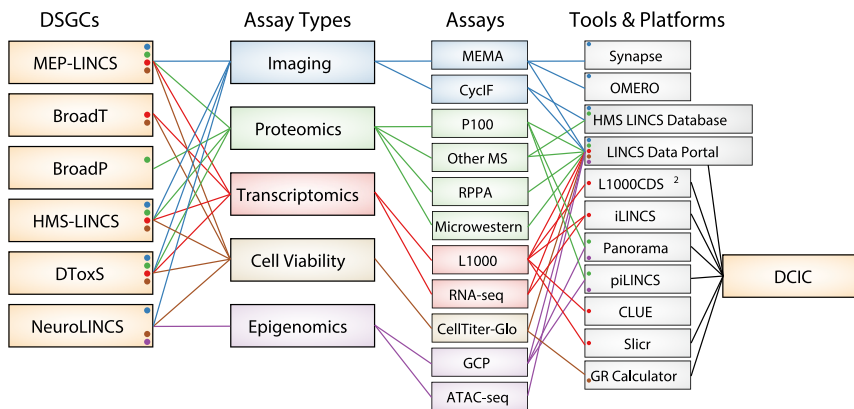 DSGCs
Assay Types
Assays
Tools & Platforms
MEP-LINCS
BroadT
BroadP
HMS-LINCS
DToxS
NeuroLINCS
Imaging
Proteomics
Transcriptomics
Cell Viability
Epigenomics
MEMA
CycIF
P100
Other MS
RPPA
Microwestern
L1000
RNA-seq
CellTiter-Glo
GCP
ATAC-seq
Synapse
OMERO
HMS LINCS Database
LINCS Data Portal
L1000CDS 2
iLINCS
Panorama
piLINCS
CLUE
Slicr
GR Calculator
DCIC